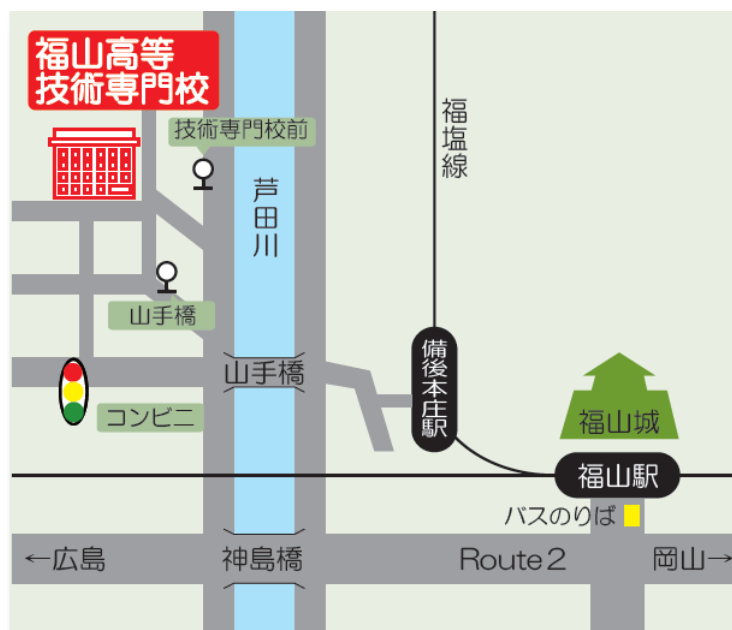 福山高等
技術専門校
技術専門校前
芦田川
福塩線
山手橋
山手橋
備後本庄駅
コンビニ
福山城
福山駅
バスのりば
←広島
神島橋
Route 2
岡山→